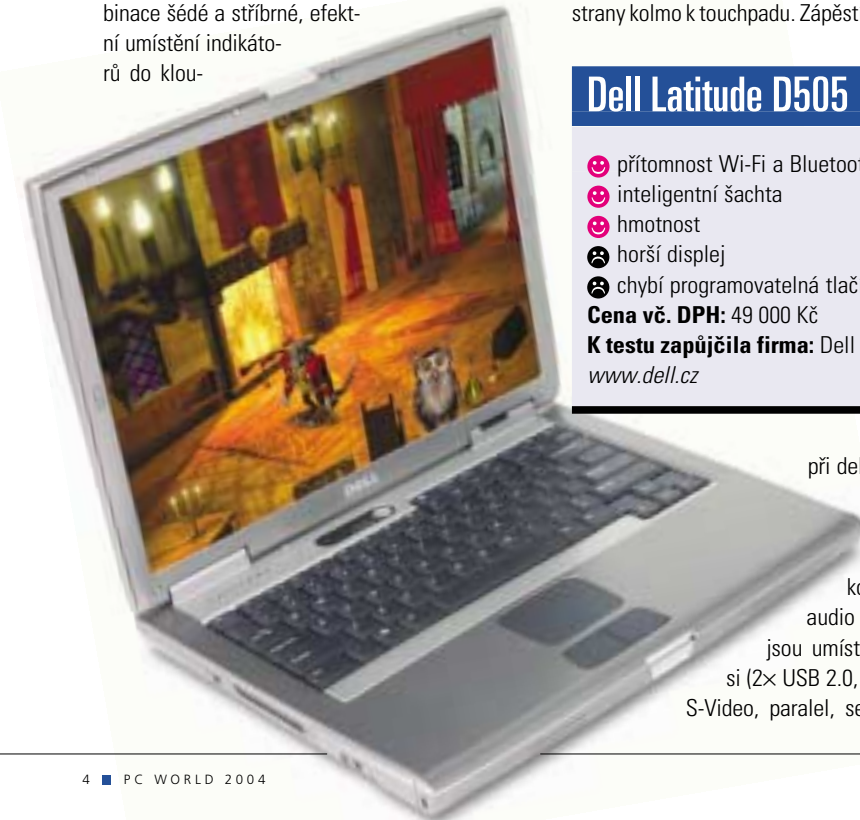 binace šédé a stříbrné, efekt-
ní umístění indikáto-
rů do klou-
strany kolmo k touchpadu. Zápěst
Dell Latitude D505
přítomnost Wi-Fi a Bluetoot
inteligentní šachta
hmotnost
horší displej
chybí programovatelná tlač
Cena vč. DPH: 49 000 Kč
K testu zapůjčila firma: Dell
www.dell.cz
při del
ko
audio
jsou umíst
si (2× USB 2.0,
S-Video, paralel, se
DELL
4 ■ PC WORLD 2004